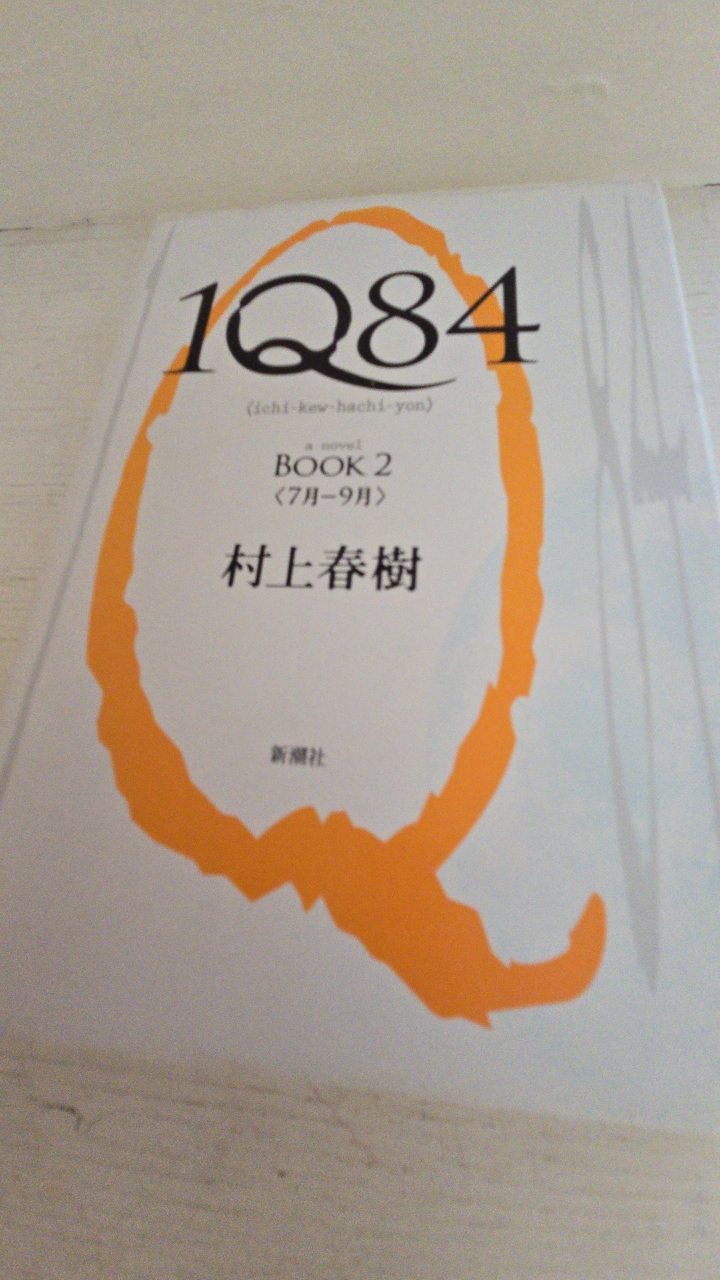 1Q84
〈ichi-kew-hachi-yon〉
a novel
BOOK 2
〈7月–9月〉
村上春樹
新潮社